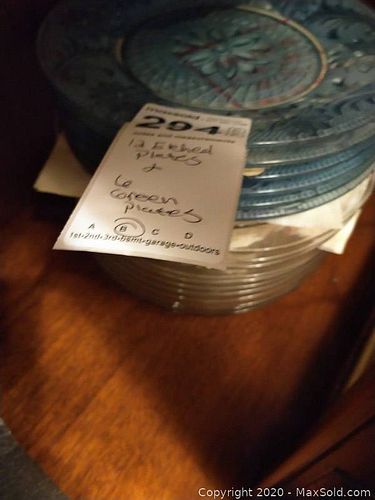 294
12 Etched
Plates
&
6
Green
Plates
A B C D
1st-2nd-3rd-bsmt-garage-outdoors
Copyright © 2020 - MaxSold.com